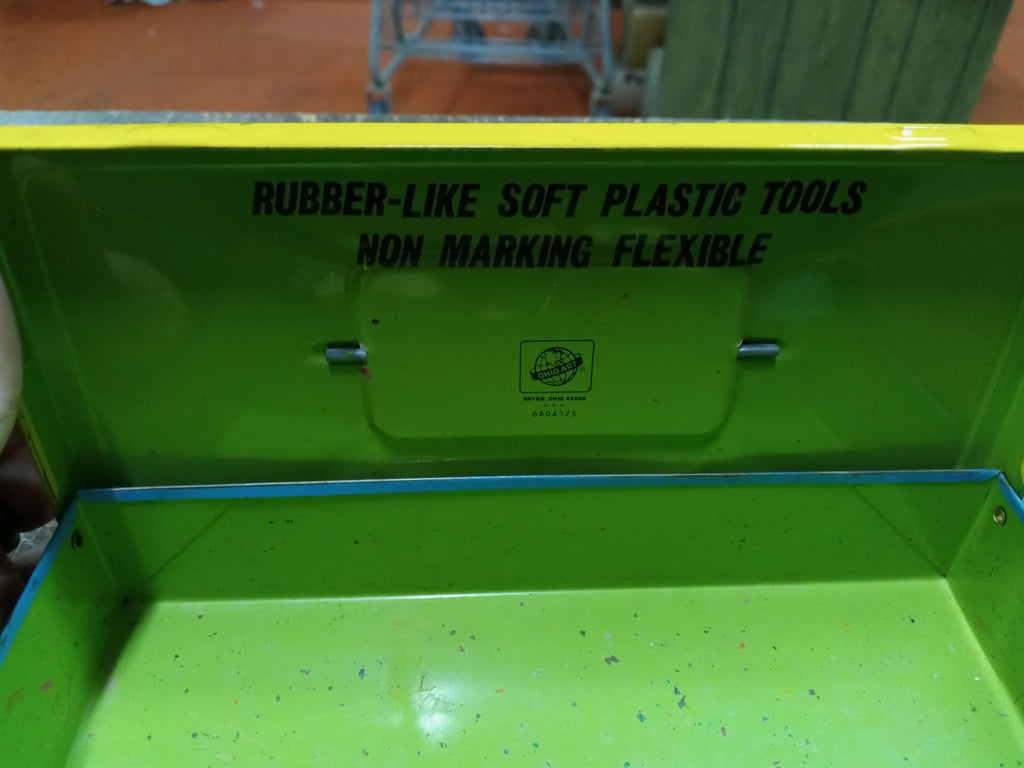 RUBBER-LIKE SOFT PLASTIC TOOLS
NON MARKING FLEXIBLE
OHIO ART ®
BRYAN, OHIO 43506
U.S.A.
660A175